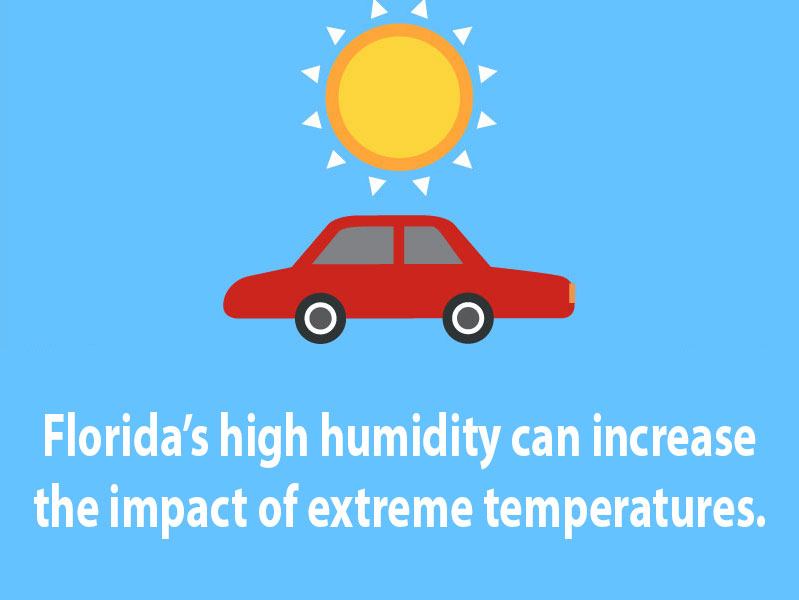 Florida’s high humidity can increase
the impact of extreme temperatures.